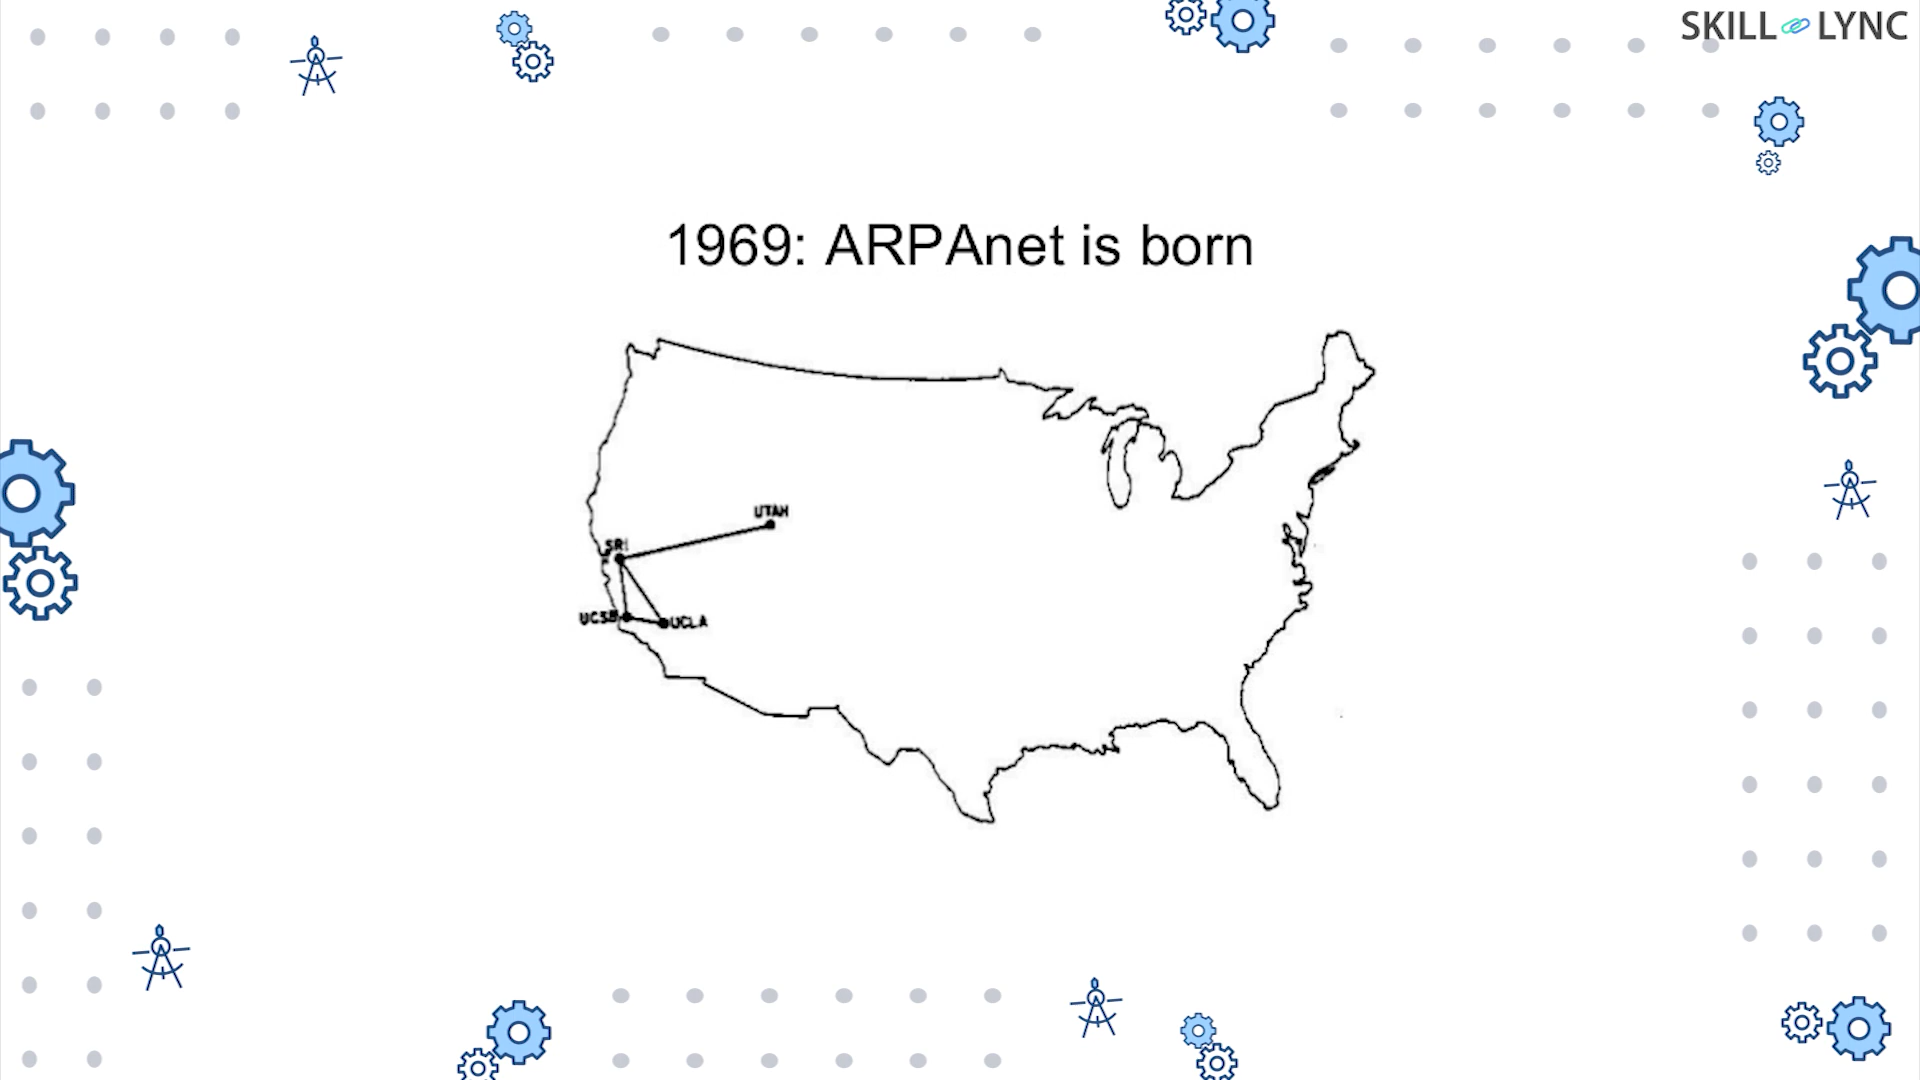 SKILL LYNC
1969: ARPAnet is born
UTAH
SRI
UCSB
UCLA